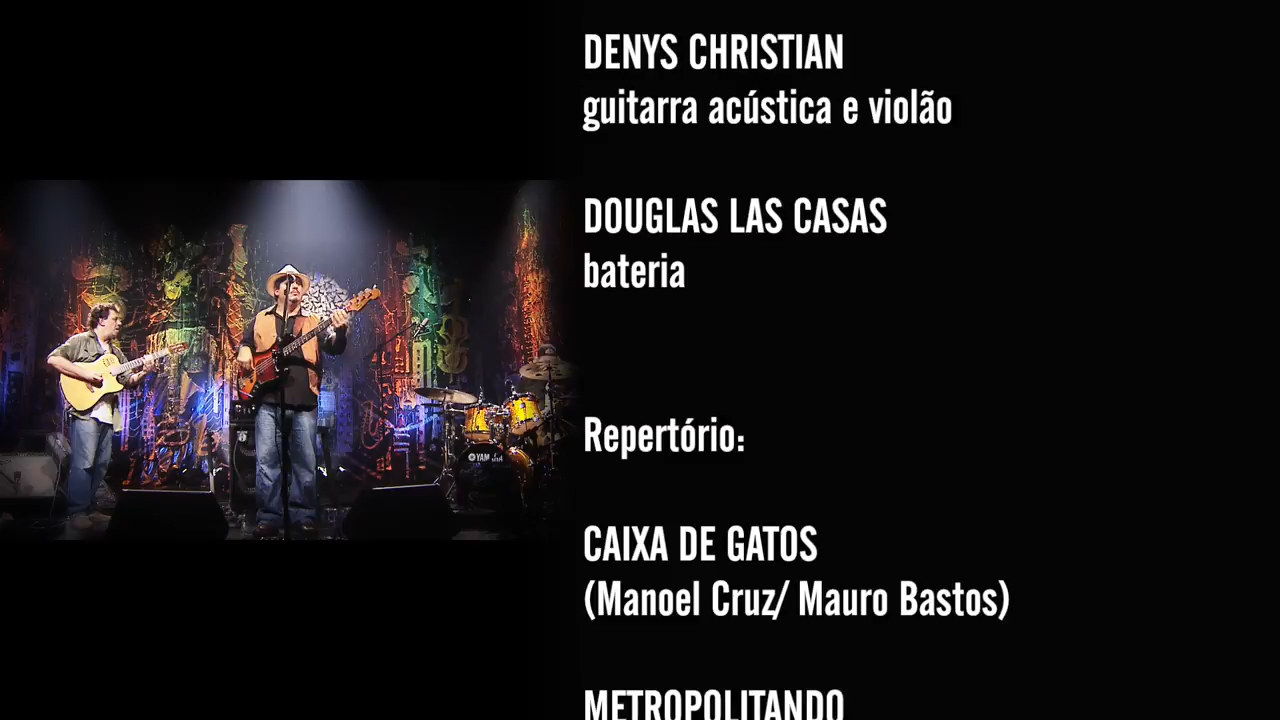 DENYS CHRISTIAN
guitarra acústica e violão
DOUGLAS LAS CASAS
bateria
Repertório:
CAIXA DE GATOS
(Manoel Cruz/ Mauro Bastos)
METROPOLITANDO